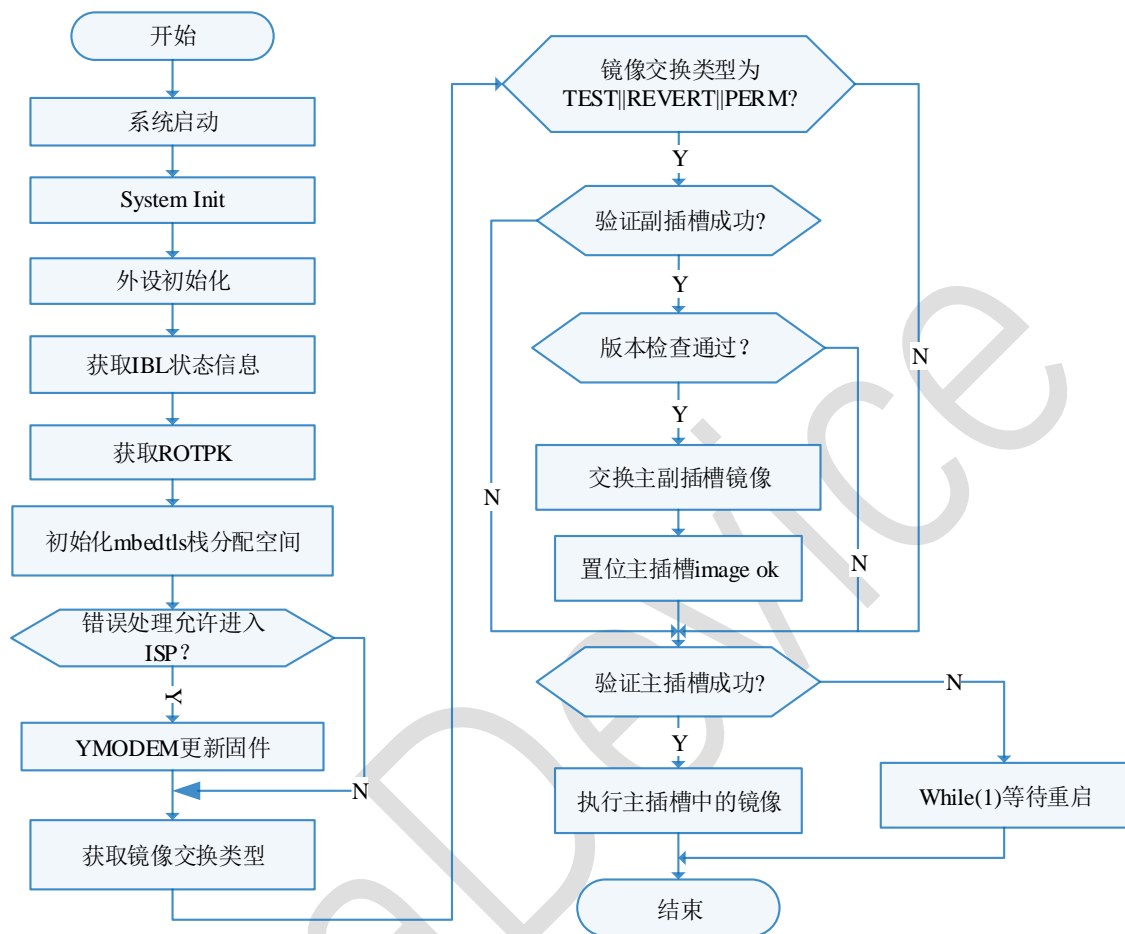 开始
系统启动
System Init
外设初始化
获取IBL状态信息
获取ROTPK
初始化mbedtls栈分配空间
错误处理允许进入
ISP?
Y
N
YMODEM更新固件
获取镜像交换类型
镜像交换类型为
TEST||REVERT||PERM?
Y
N
验证副插槽成功?
Y
N
版本检查通过?
Y
N
交换主副插槽镜像
置位主插槽image ok
验证主插槽成功?
Y
N
执行主插槽中的镜像
While(1)等待重启
结束
aDevice